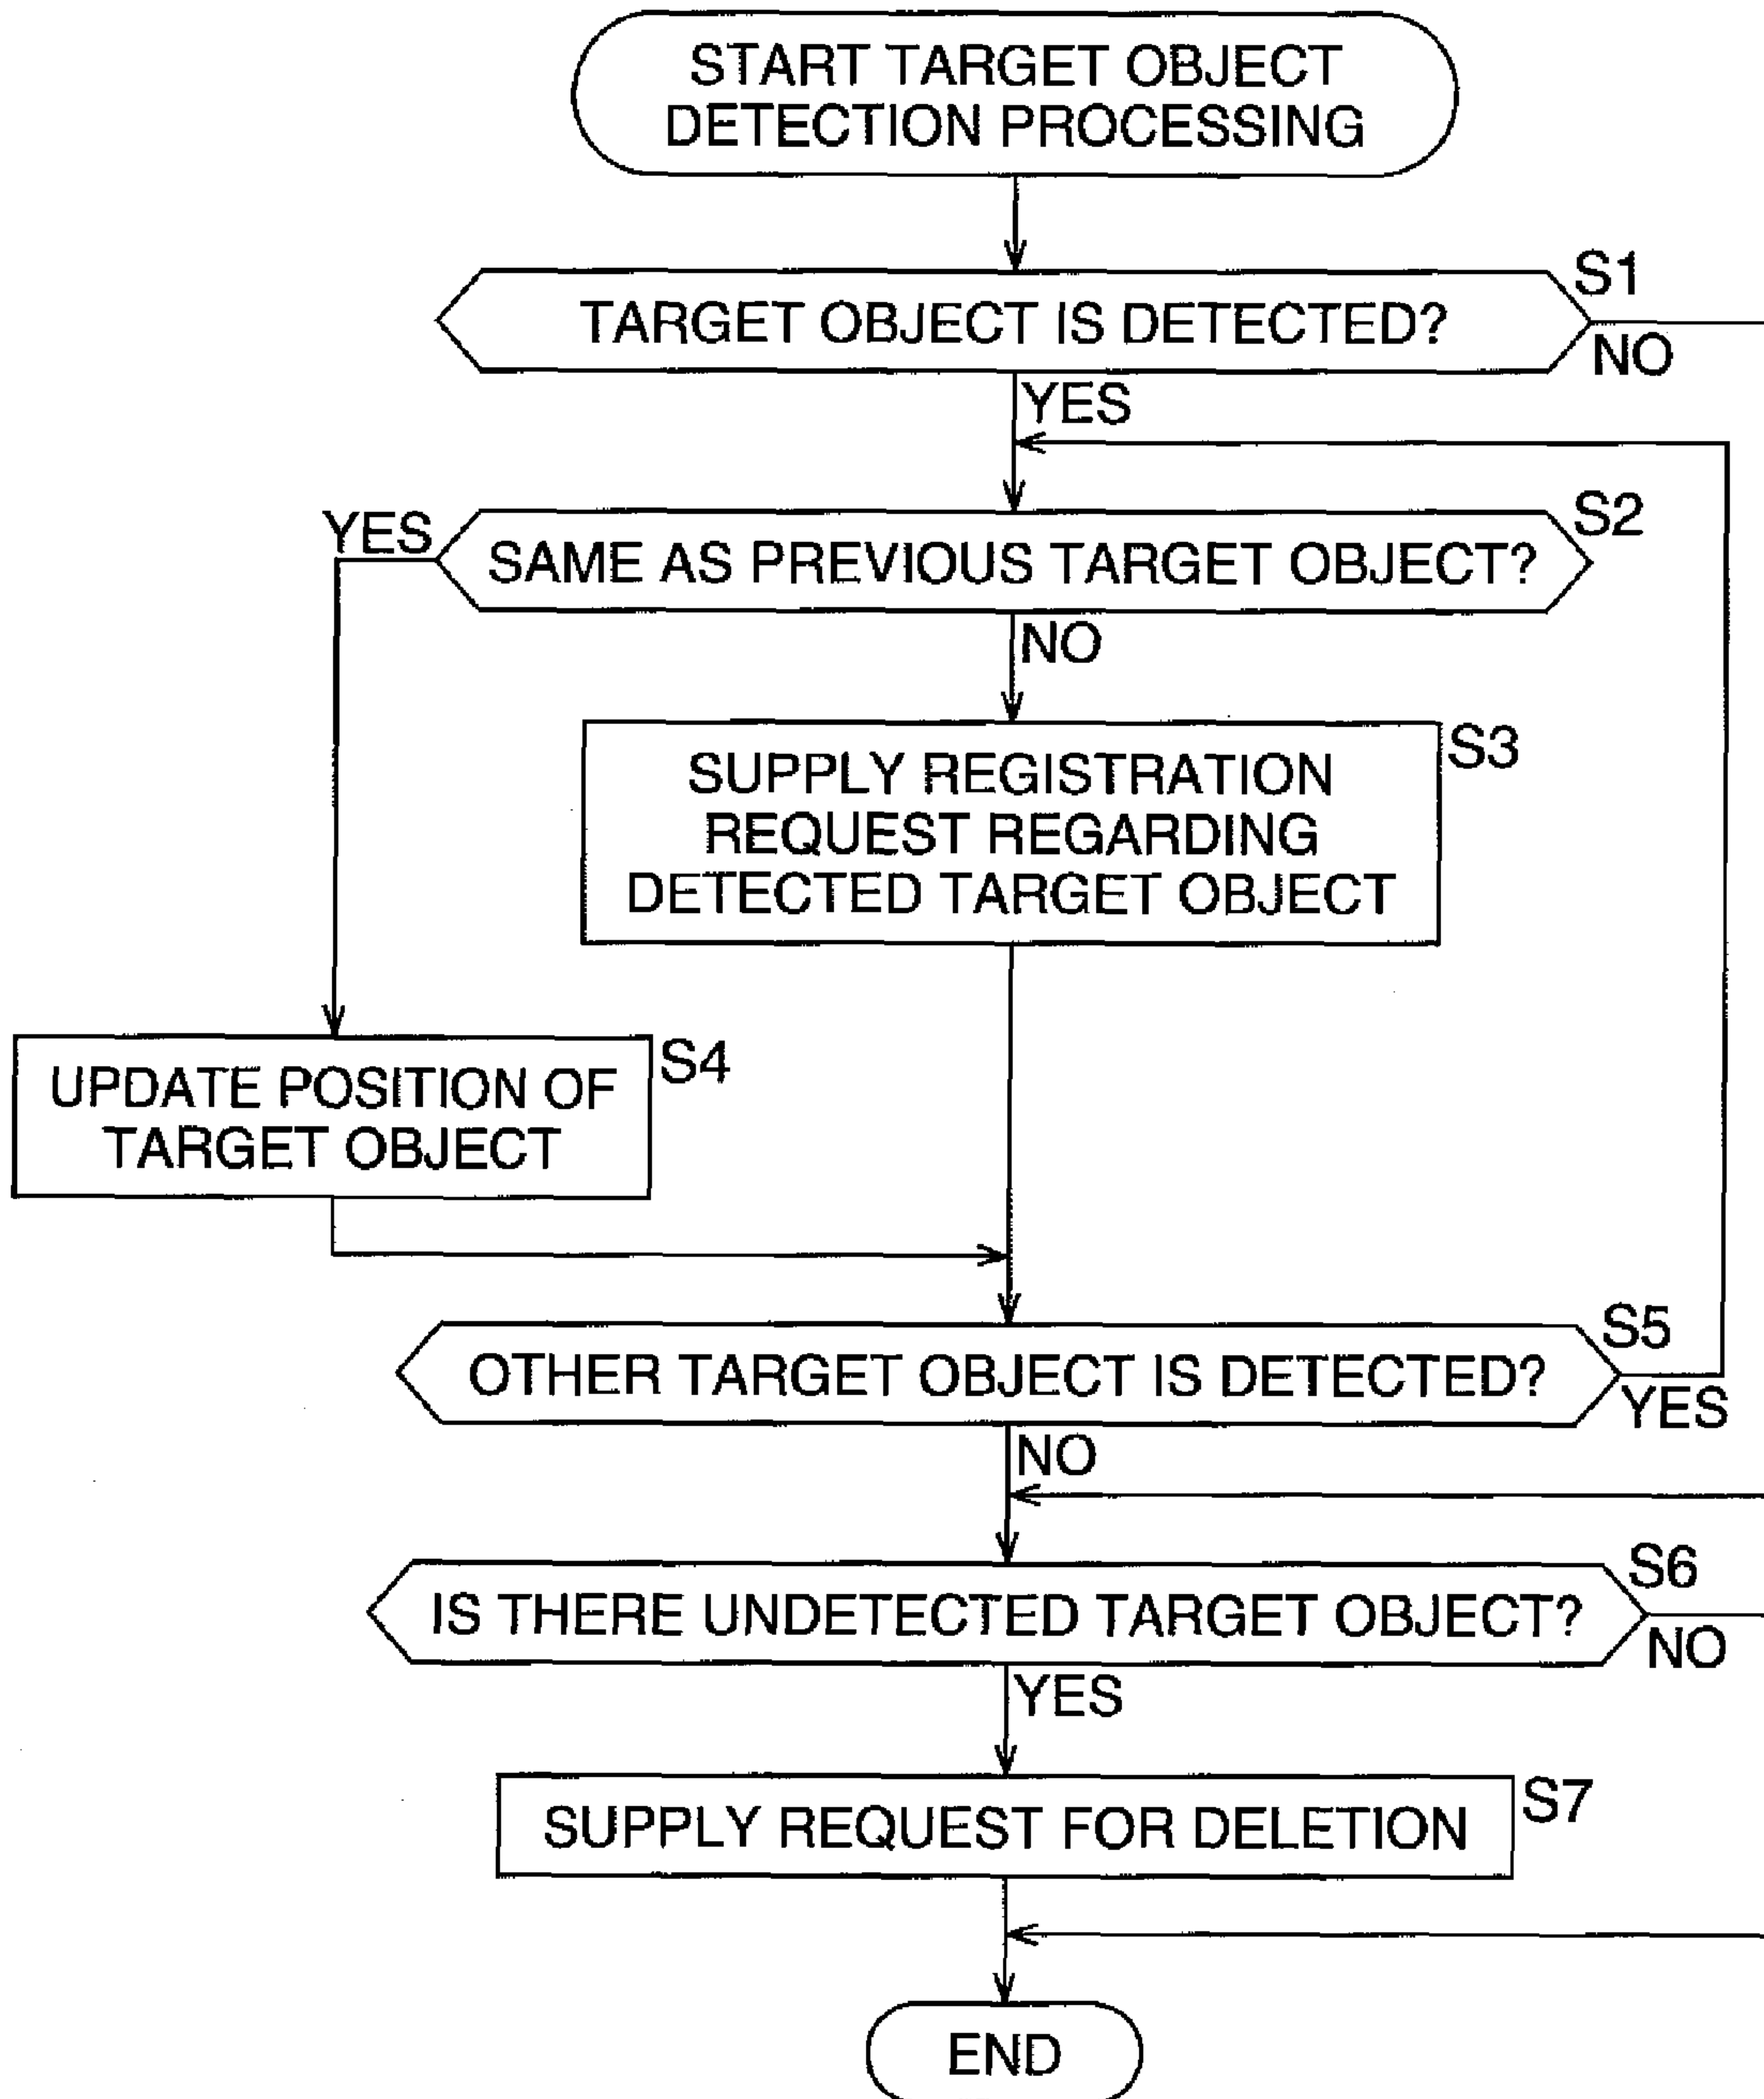 START TARGET OBJECT
DETECTION PROCESSING
S1
TARGET OBJECT IS DETECTED?
NO
YES
S2
YES
SAME AS PREVIOUS TARGET OBJECT?
NO
S3
SUPPLY REGISTRATION
REQUEST REGARDING
DETECTED TARGET OBJECT
S4
UPDATE POSITION OF
TARGET OBJECT
S5
OTHER TARGET OBJECT IS DETECTED?
YES
NO
S6
IS THERE UNDETECTED TARGET OBJECT?
NO
YES
S7
SUPPLY REQUEST FOR DELETION
END